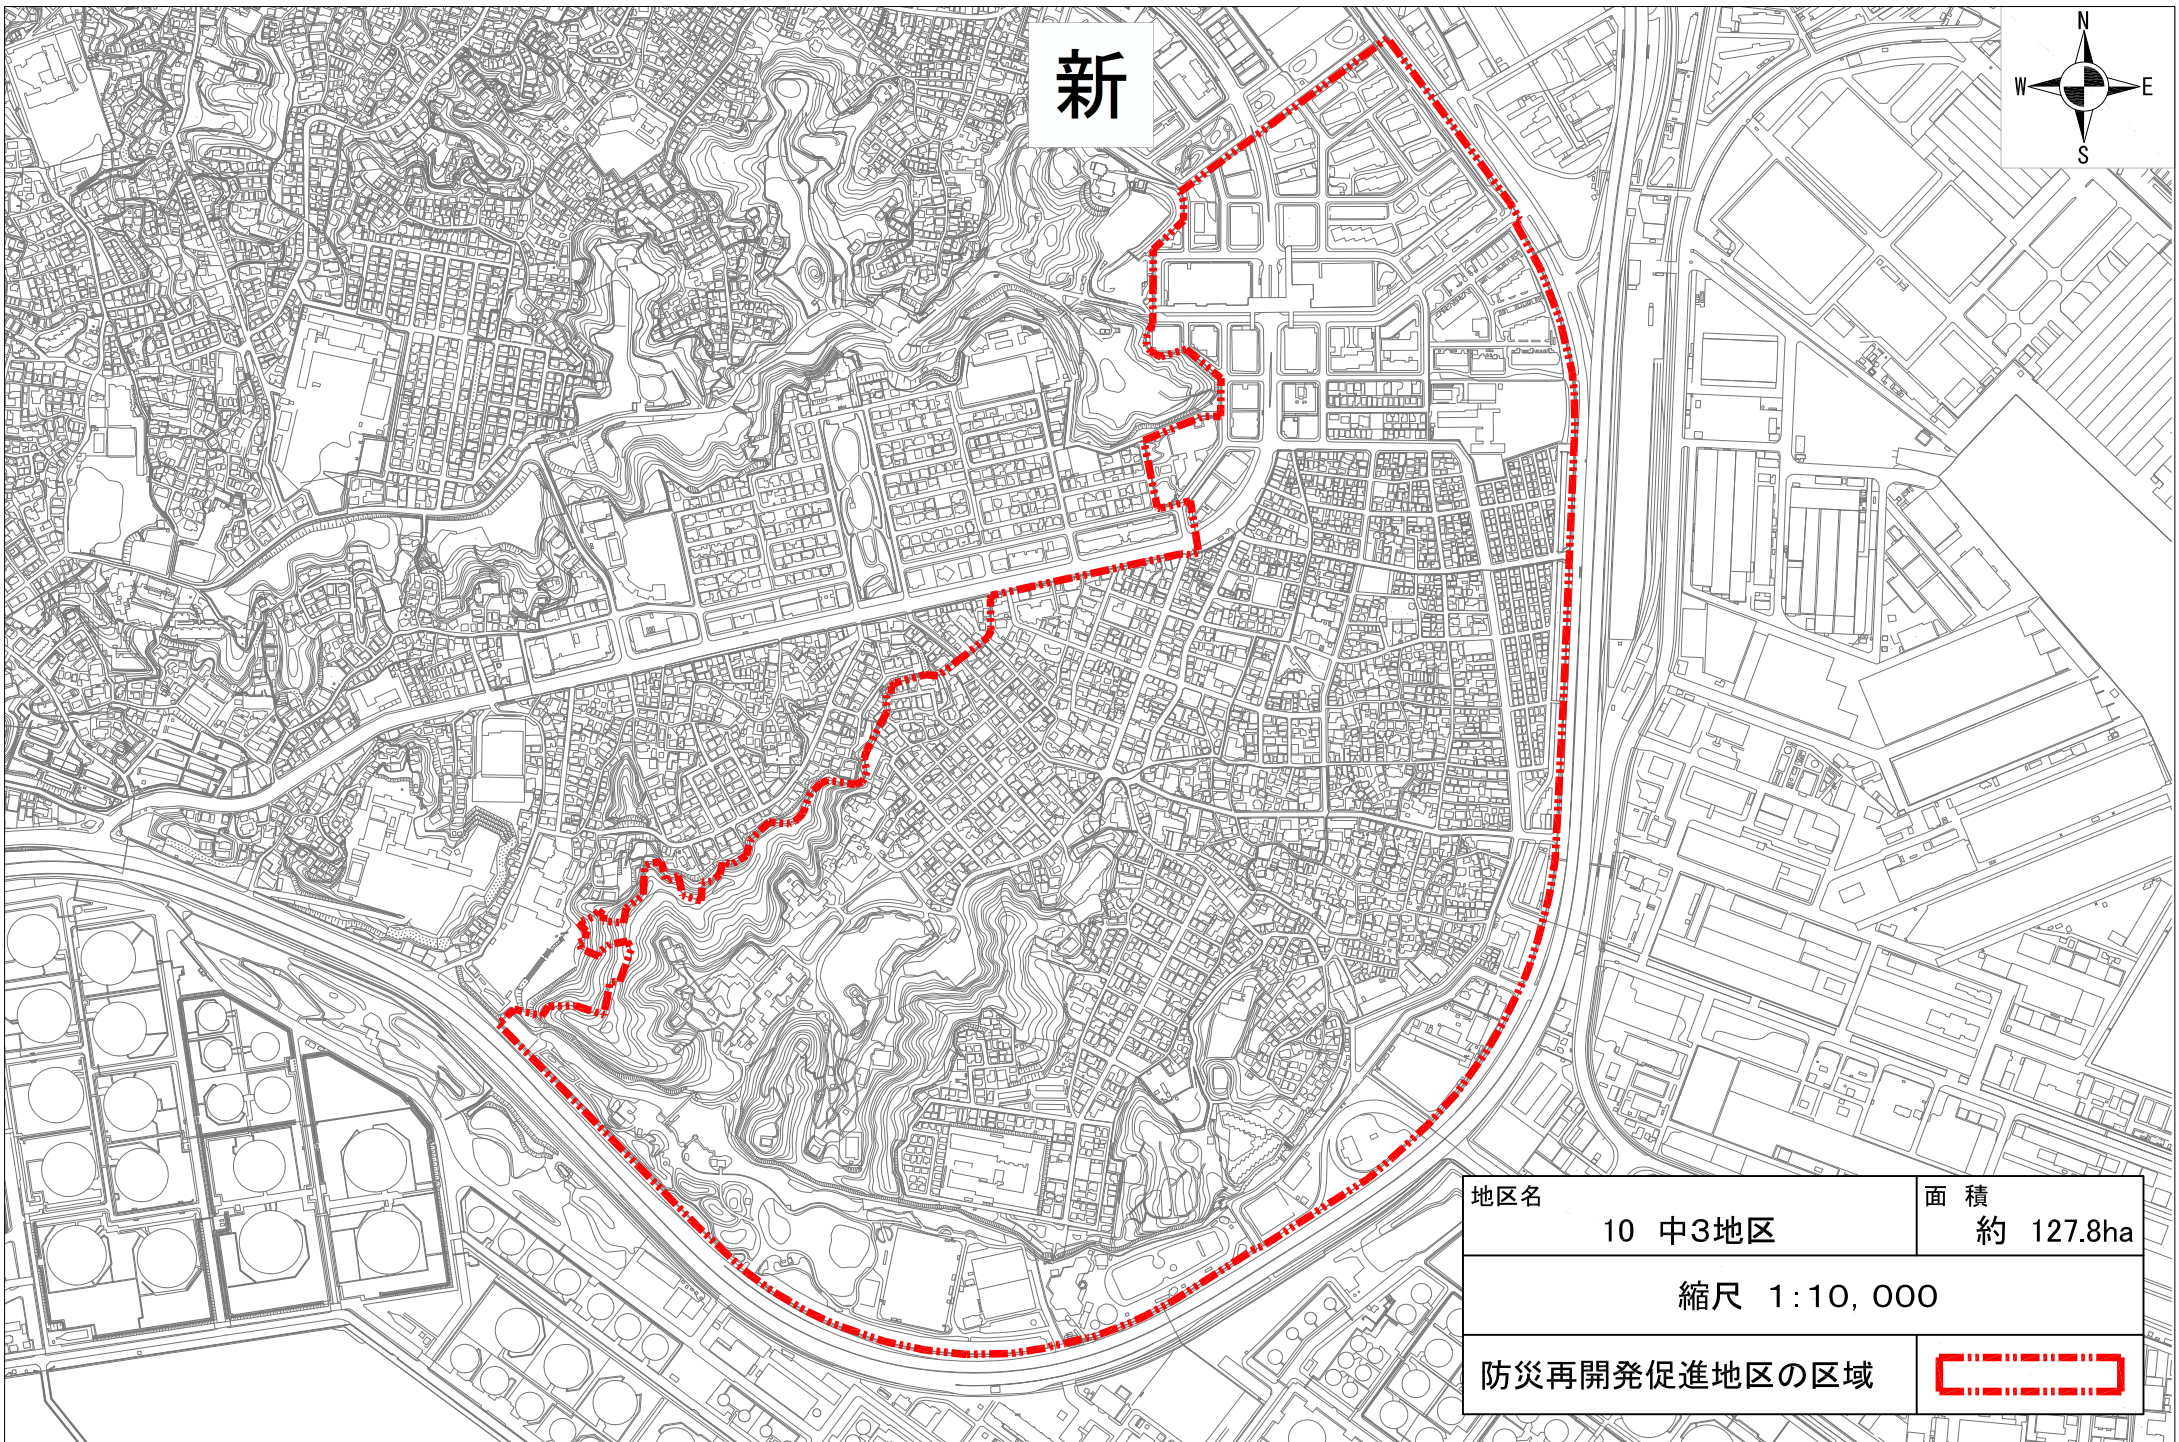 新
N
W E
S
地区名
10 中3地区
面 積
約 127.8ha
縮尺 1:10,000
防災再開発促進地区の区域